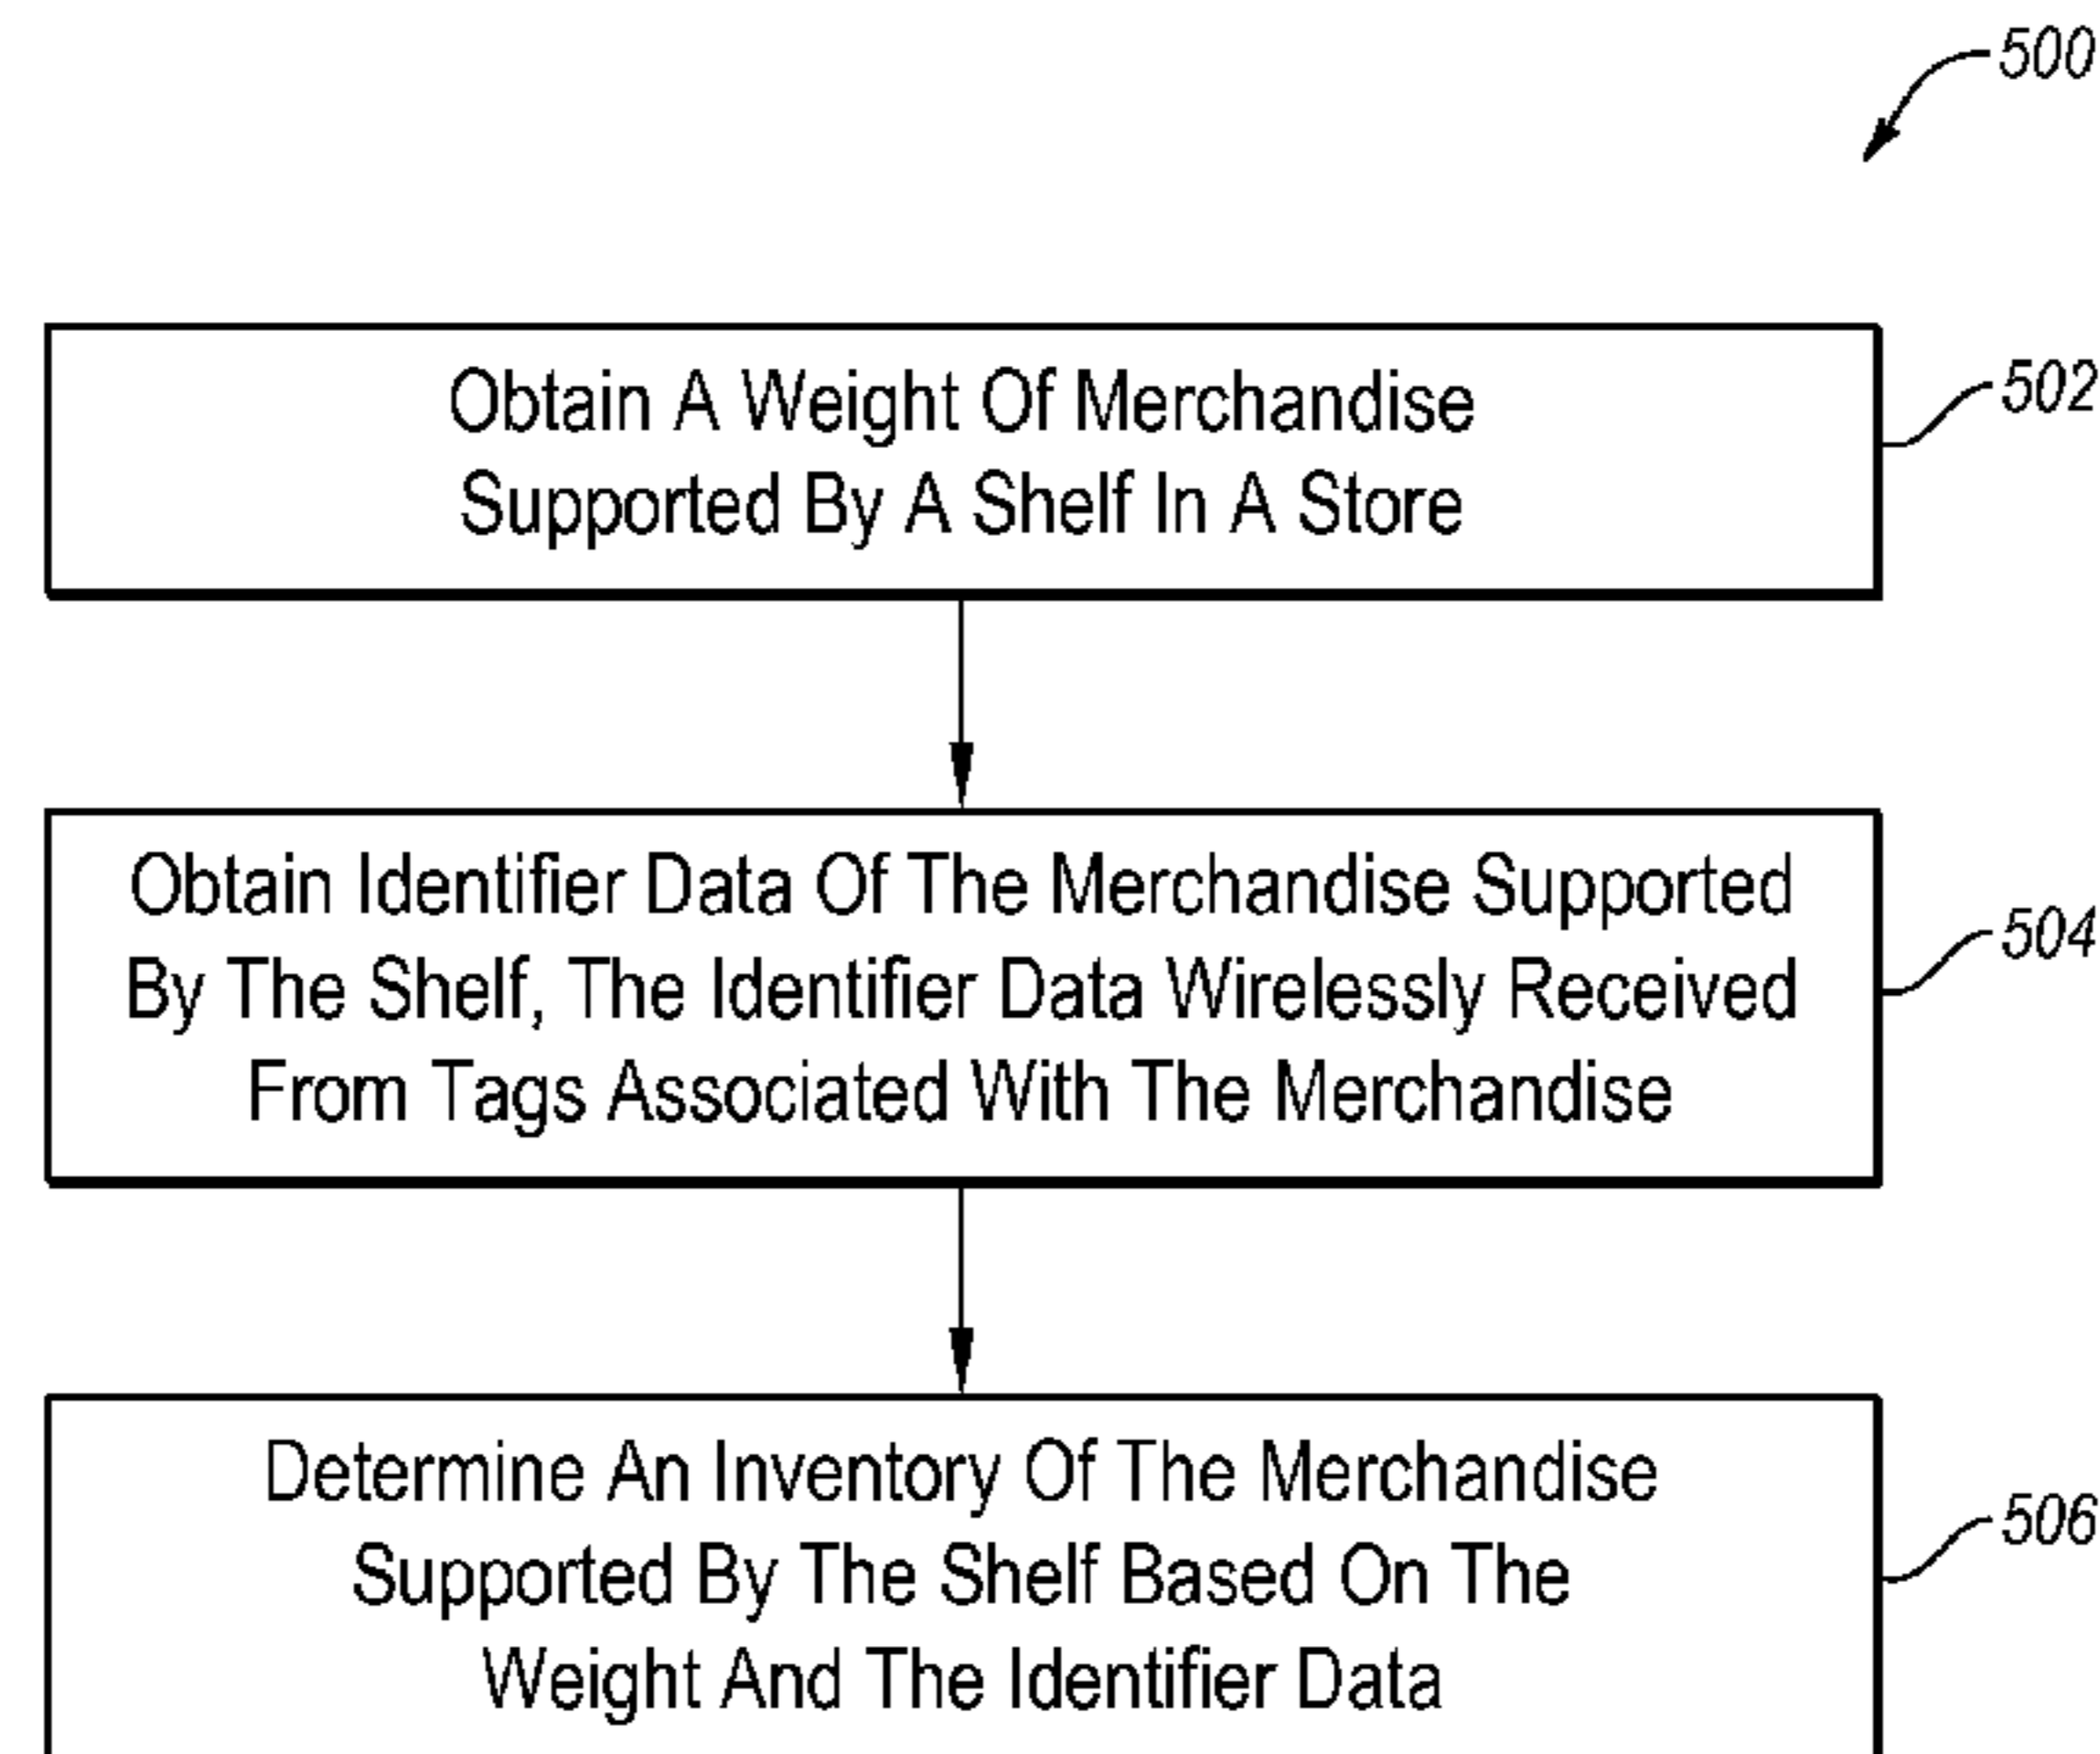 500
Obtain A Weight Of Merchandise
Supported By A Shelf In A Store
502
Obtain Identifier Data Of The Merchandise Supported
By The Shelf, The Identifier Data Wirelessly Received
From Tags Associated With The Merchandise
504
Determine An Inventory Of The Merchandise
Supported By The Shelf Based On The
Weight And The Identifier Data
506